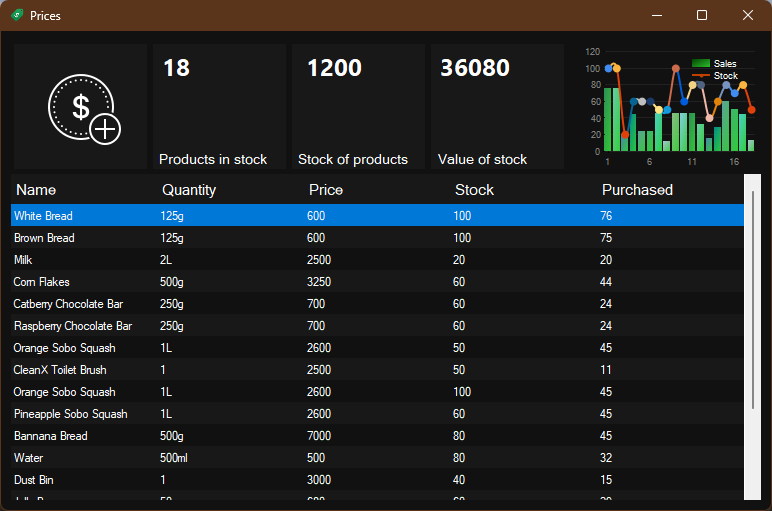 Prices
18
Products in stock
1200
Stock of products
36080
Value of stock
120
100
80
60
40
20
0
1 6 11 16
Sales
Stock
Name Quantity Price Stock Purchased
White Bread 125g 600 100 76
Brown Bread 125g 600 100 75
Milk 2L 2500 20 20
Corn Flakes 500g 3250 60 44
Catberry Chocolate Bar 250g 700 60 24
Raspberry Chocolate Bar 250g 700 60 24
Orange Sobo Squash 1L 2600 50 45
CleanX Toilet Brush 1 2500 50 11
Orange Sobo Squash 1L 2600 100 45
Pineapple Sobo Squash 1L 2600 60 45
Bannana Bread 500g 7000 80 45
Water 500ml 500 80 32
Dust Bin 1 3000 40 15